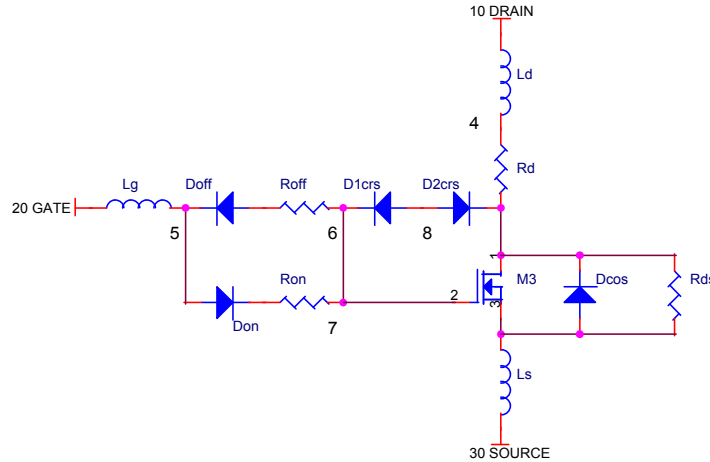 10 DRAIN
Ld
4
Rd
Lg
Doff
Roff
D1crs
D2crs
20 GATE
5
6
8
1
M3
Dcos
Rds
2
3
Ron
Don
7
Ls
30 SOURCE